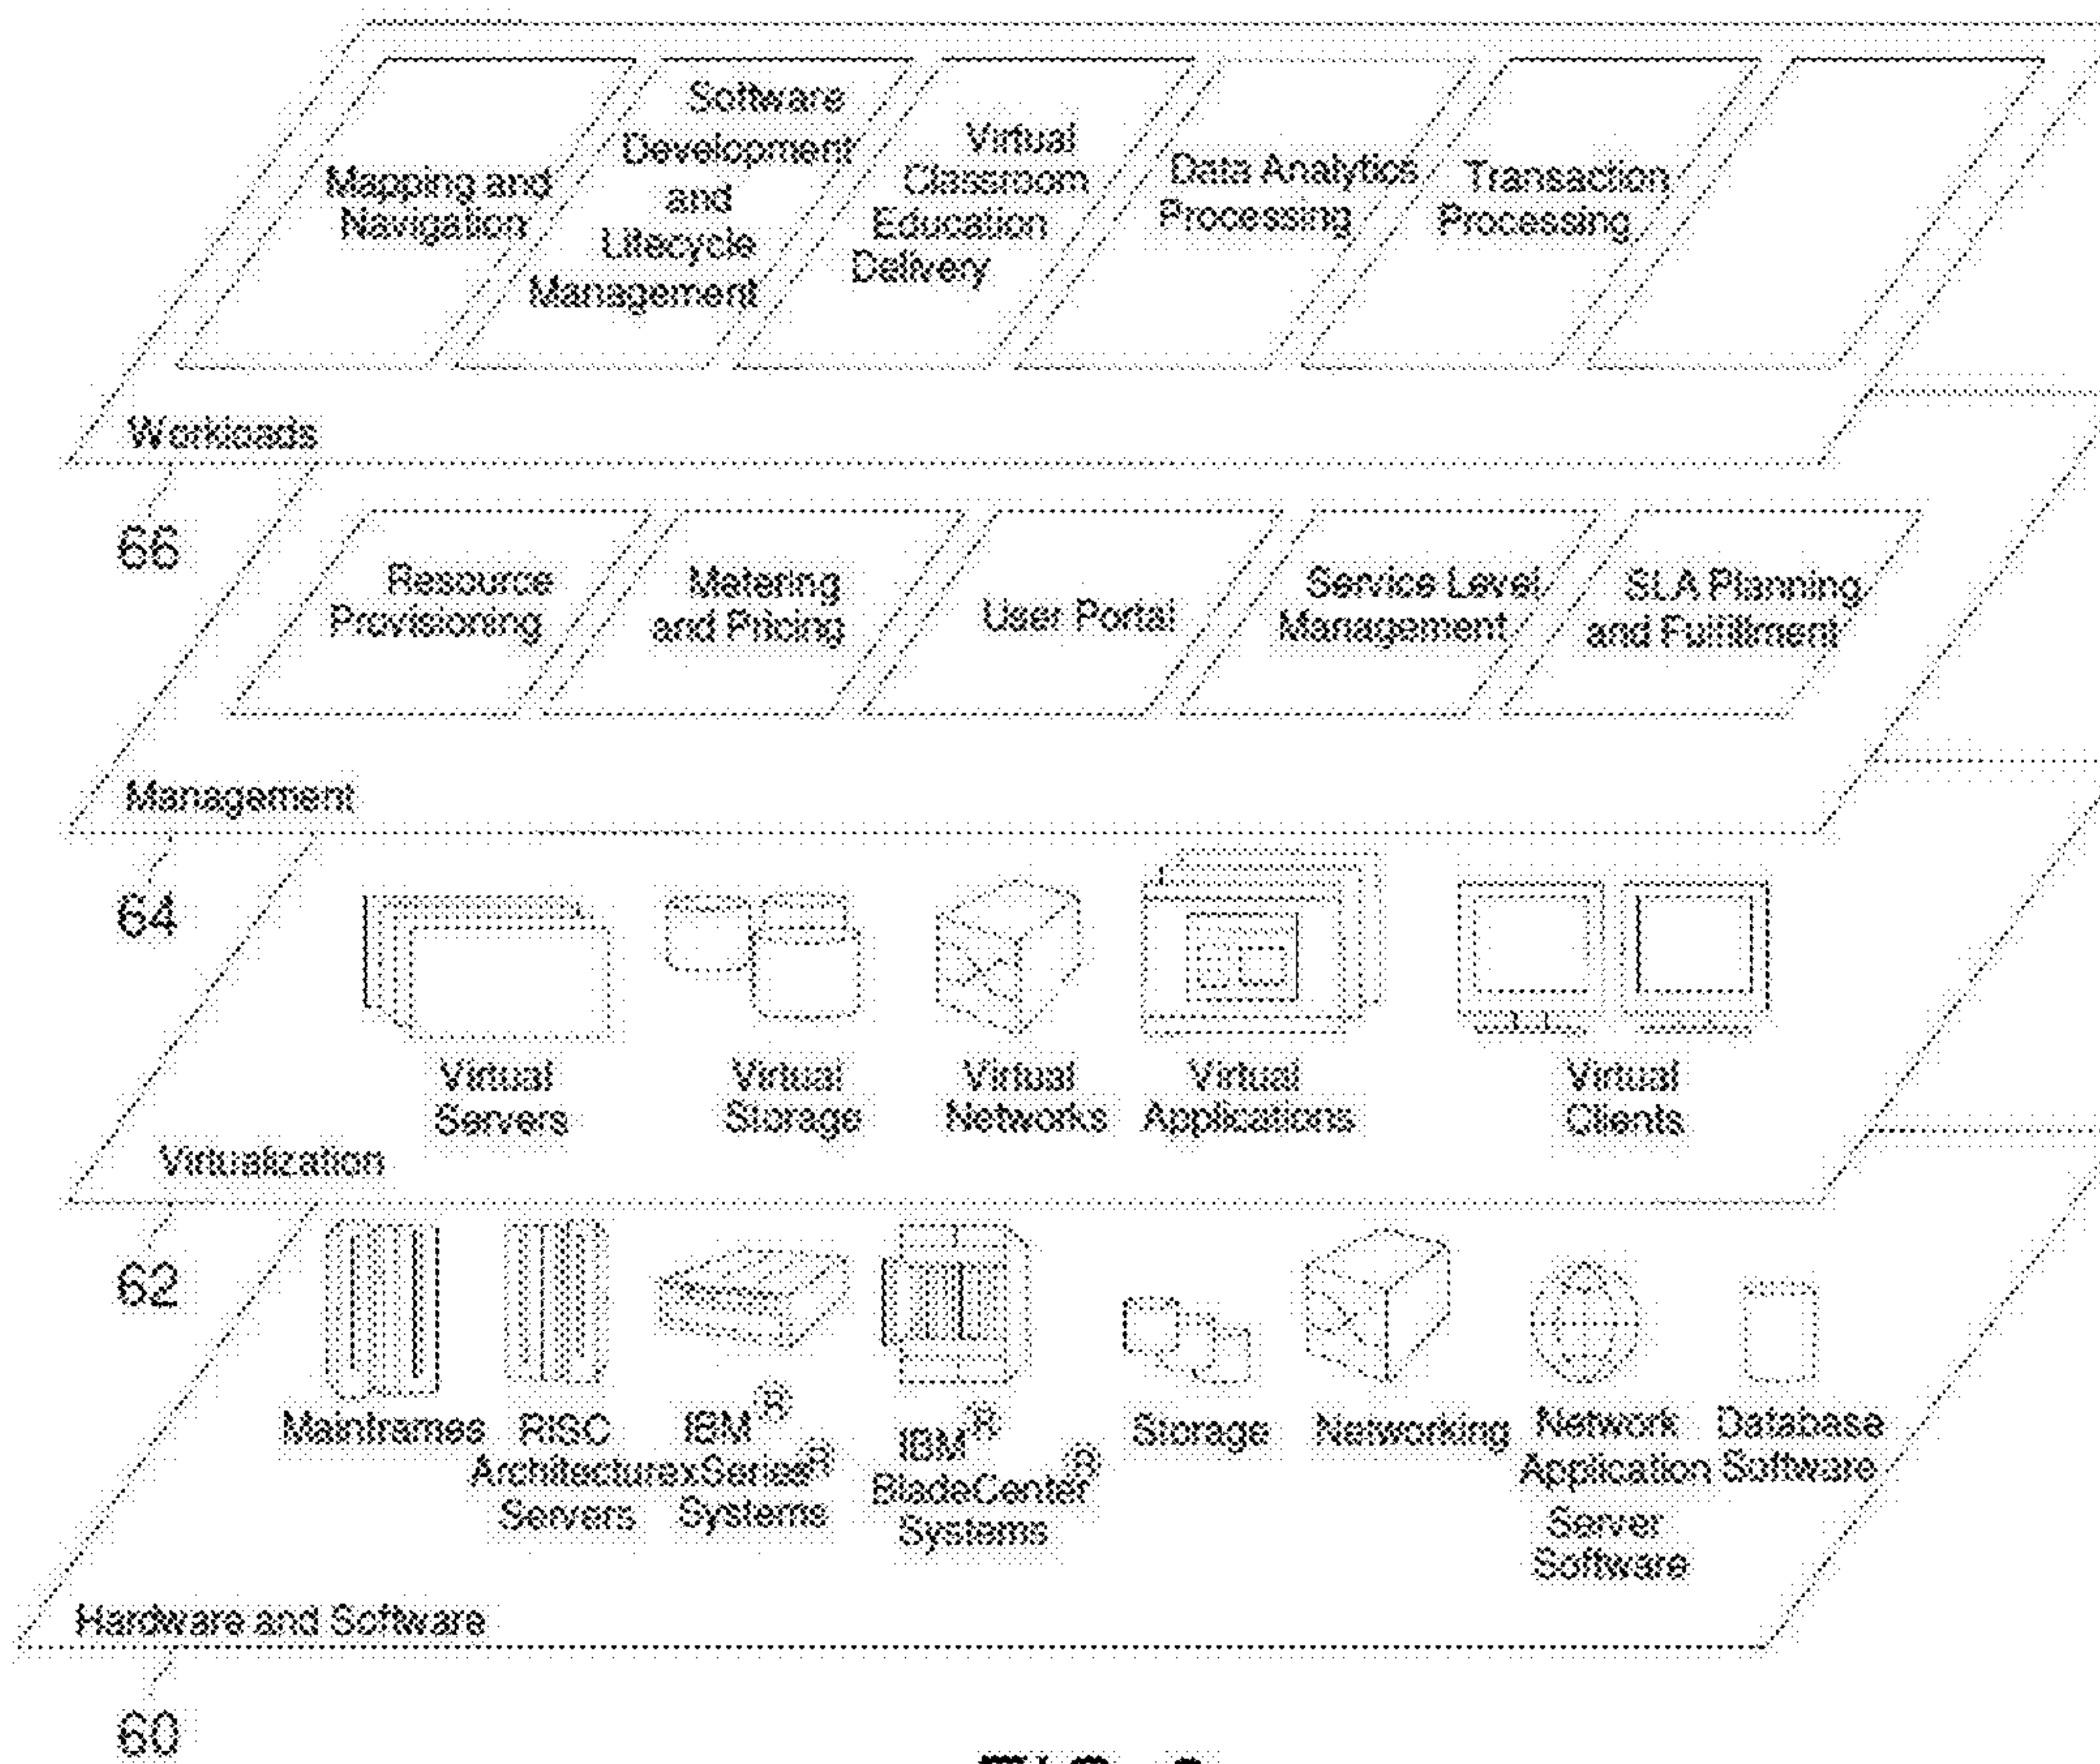 Mapping and
Navigation
Software
Development
and
Lifecycle
Management
Virtual
Classroom
Education
Delivery
Data Analytics
Processing
Transaction
Processing
Workloads
66
Resource
Provisioning
Metering
and Pricing
User Portal
Service Level
Management
SLA Planning
and Fulfillment
Management
64
Virtual
Servers
Virtual
Storage
Virtual
Networks
Virtual
Applications
Virtual
Clients
Virtualization
62
Mainframes
RISC
Architecture
Servers
IBM®
xSeries®
Systems
IBM®
BladeCenter®
Systems
Storage
Networking
Network
Application
Server
Software
Database
Software
Hardware and Software
60